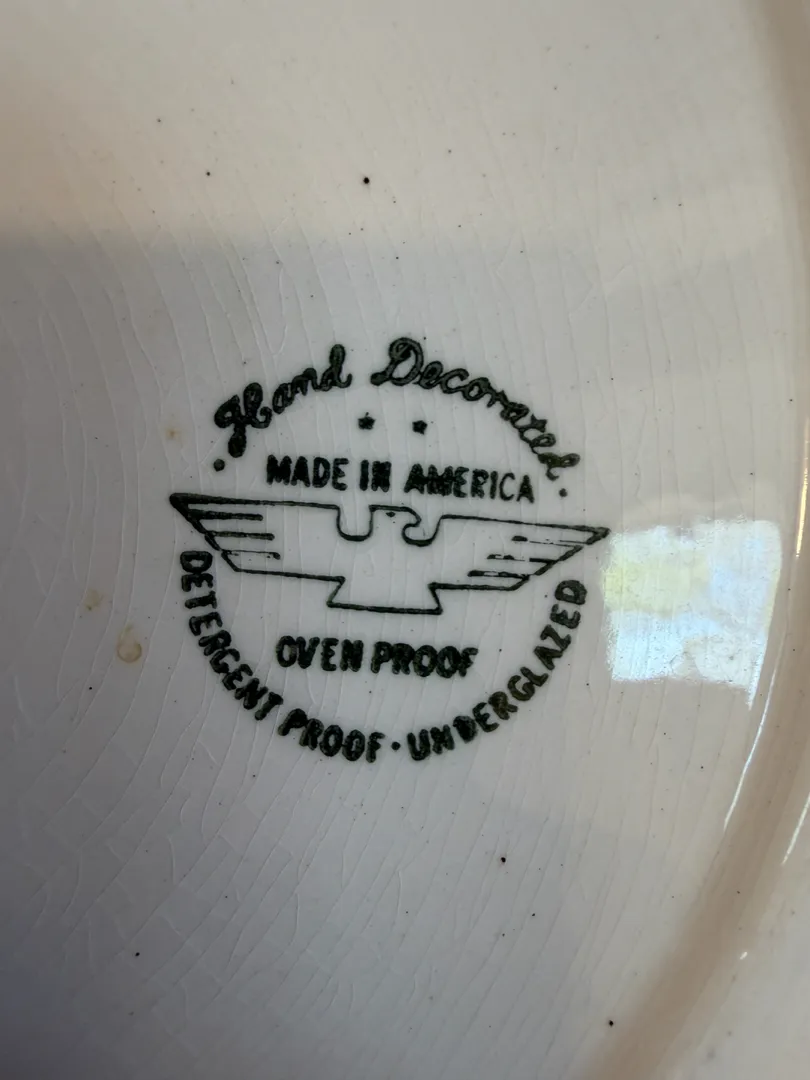 Hand Decorated
MADE IN AMERICA
OVEN PROOF
DETERGENT PROOF · UNDERGLAZED